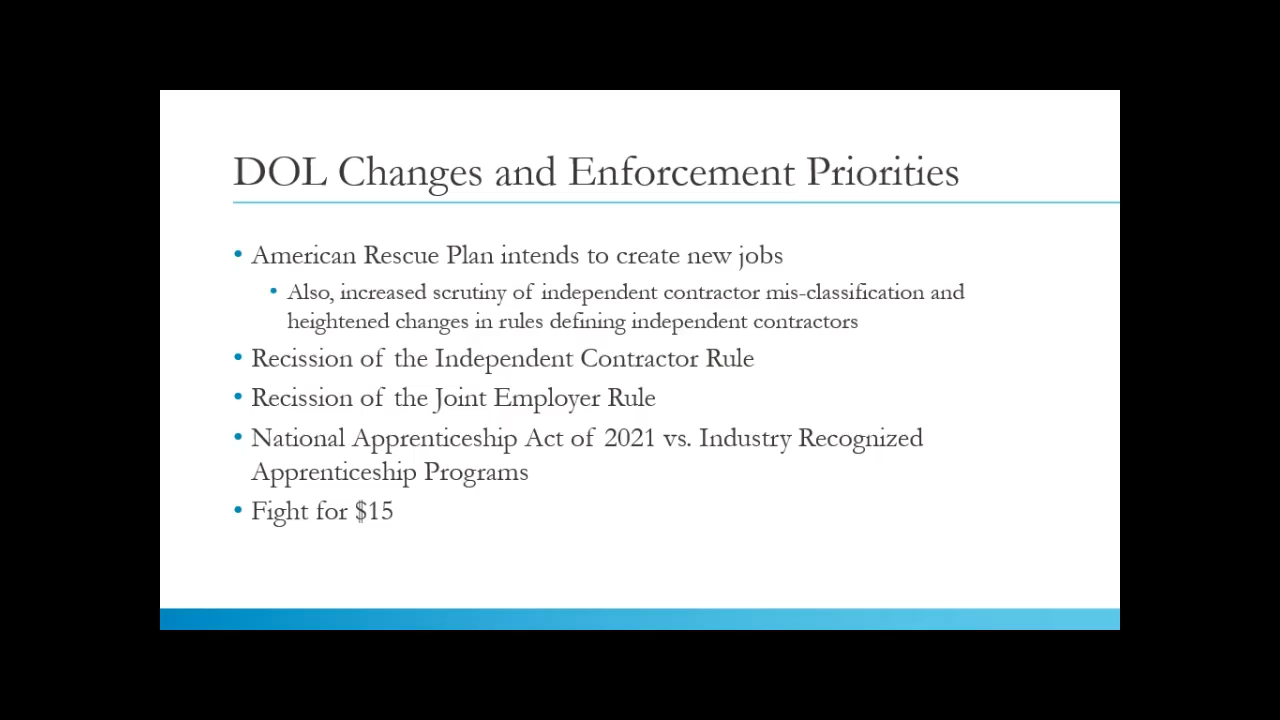 DOL Changes and Enforcement Priorities
• American Rescue Plan intends to create new jobs
• Also, increased scrutiny of independent contractor mis-classification and
heightened changes in rules defining independent contractors
• Recission of the Independent Contractor Rule
• Recission of the Joint Employer Rule
• National Apprenticeship Act of 2021 vs. Industry Recognized
Apprenticeship Programs
• Fight for $15